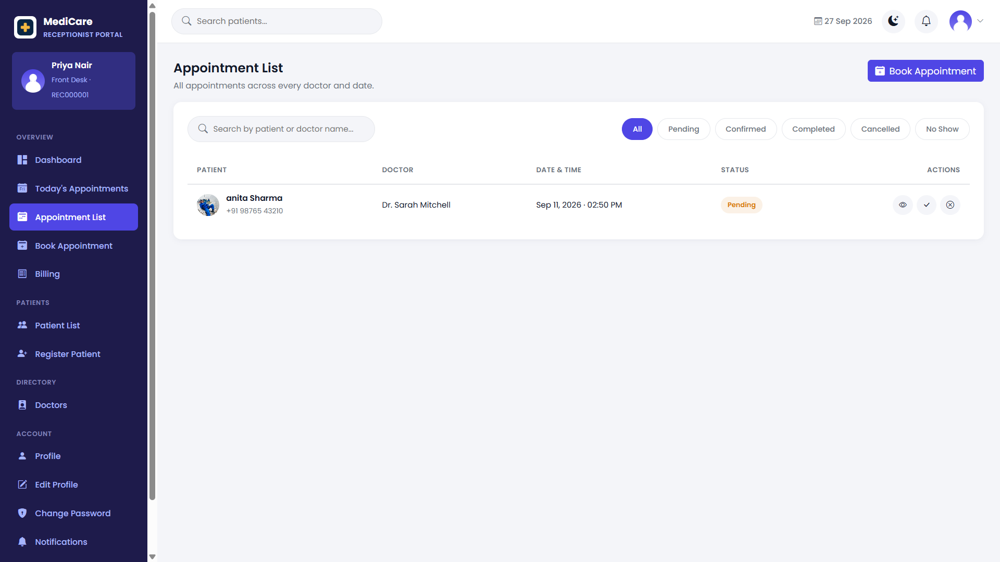 MediCare
RECEPTIONIST PORTAL
Priya Nair
Front Desk ·
REC000001
OVERVIEW
Dashboard
Fri
Today's Appointments
Appointment List
Book Appointment
Billing
PATIENTS
Patient List
Register Patient
DIRECTORY
Doctors
ACCOUNT
Profile
Edit Profile
Change Password
Notifications
Search patients...
27 Sep 2026
Appointment List
All appointments across every doctor and date.
Book Appointment
Search by patient or doctor name...
All
Pending
Confirmed
Completed
Cancelled
No Show
PATIENT DOCTOR DATE & TIME STATUS ACTIONS
anita Sharma
+91 98765 43210
Dr. Sarah Mitchell
Sep 11, 2026 · 02:50 PM
Pending